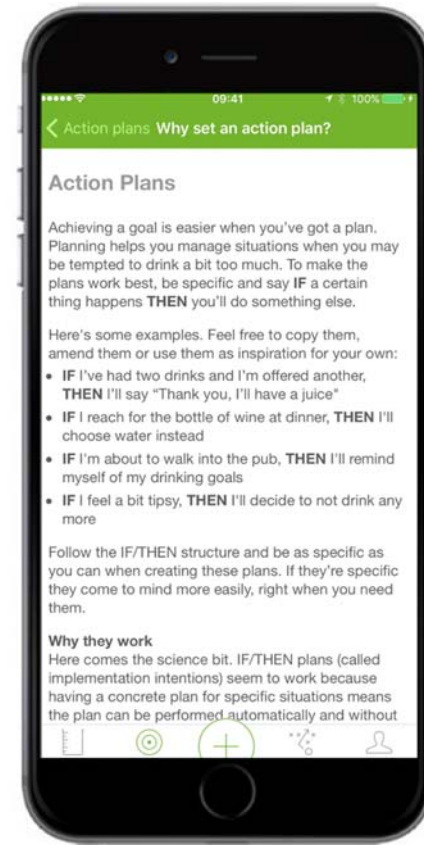 09:41
100%
Action plans Why set an action plan?
Action Plans
Achieving a goal is easier when you've got a plan.
Planning helps you manage situations when you may
be tempted to drink a bit too much. To make the
plans work best, be specific and say IF a certain
thing happens THEN you'll do something else.
Here's some examples. Feel free to copy them,
amend them or use them as inspiration for your own:
• IF I've had two drinks and I'm offered another,
THEN I'll say “Thank you, I'll have a juice"
• IF I reach for the bottle of wine at dinner, THEN I'll
choose water instead
• IF I'm about to walk into the pub, THEN I'll remind
myself of my drinking goals
• IF I feel a bit tipsy, THEN I'll decide to not drink any
more
Follow the IF/THEN structure and be as specific as
you can when creating these plans. If they're specific
they come to mind more easily, right when you need
them.
Why they work
Here comes the science bit. IF/THEN plans (called
implementation intentions) seem to work because
having a concrete plan for specific situations means
the plan can be performed automatically and without